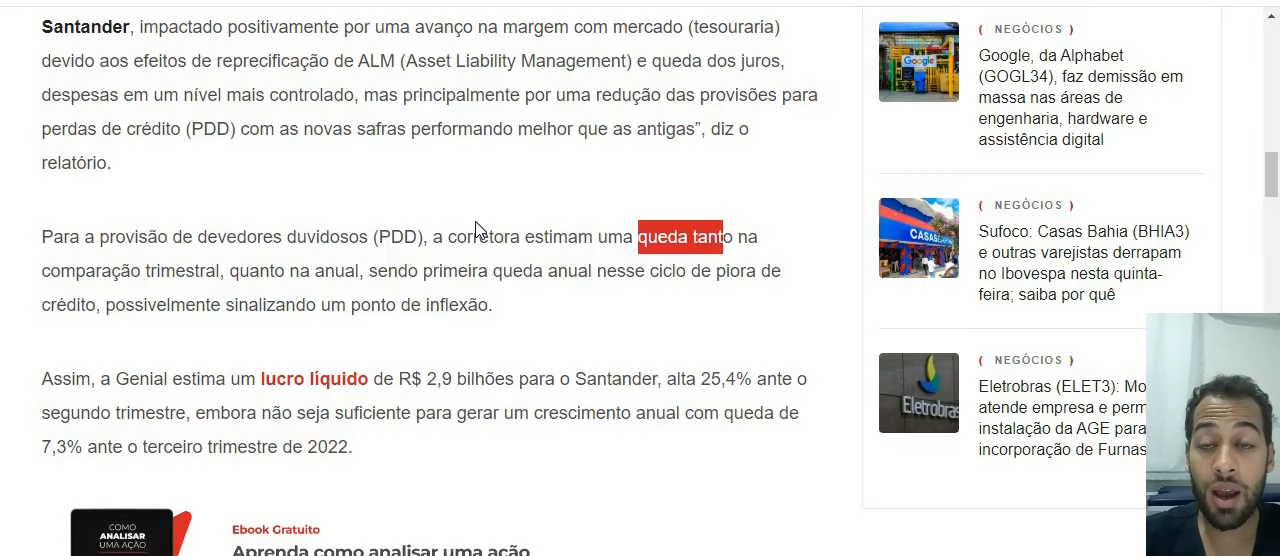 Santander, impactado positivamente por uma avanço na margem com mercado (tesouraria)
devido aos efeitos de reprecificação de ALM (Asset Liability Management) e queda dos juros,
despesas em um nível mais controlado, mas principalmente por uma redução das provisões para
perdas de crédito (PDD) com as novas safras performando melhor que as antigas”, diz o
relatório.
Para a provisão de devedores duvidosos (PDD), a corretora estimam uma queda tanto na
comparação trimestral, quanto na anual, sendo primeira queda anual nesse ciclo de piora de
crédito, possivelmente sinalizando um ponto de inflexão.
Assim, a Genial estima um lucro líquido de R$ 2,9 bilhões para o Santander, alta 25,4% ante o
segundo trimestre, embora não seja suficiente para gerar um crescimento anual com queda de
7,3% ante o terceiro trimestre de 2022.
COMO
ANALISAR
UMA AÇÃO
Ebook Gratuito
Aprenda como analisar uma ação
Google
( NEGÓCIOS )
Google, da Alphabet
(GOGL34), faz demissão em
massa nas áreas de
engenharia, hardware e
assistência digital
CASAS
( NEGÓCIOS )
Sufoco: Casas Bahia (BHIA3)
e outras varejistas derrapam
no Ibovespa nesta quinta-
feira; saiba por quê
Eletrobras
( NEGÓCIOS )
Eletrobras (ELET3): Mo
atende empresa e perm
instalação da AGE para
incorporação de Furnas